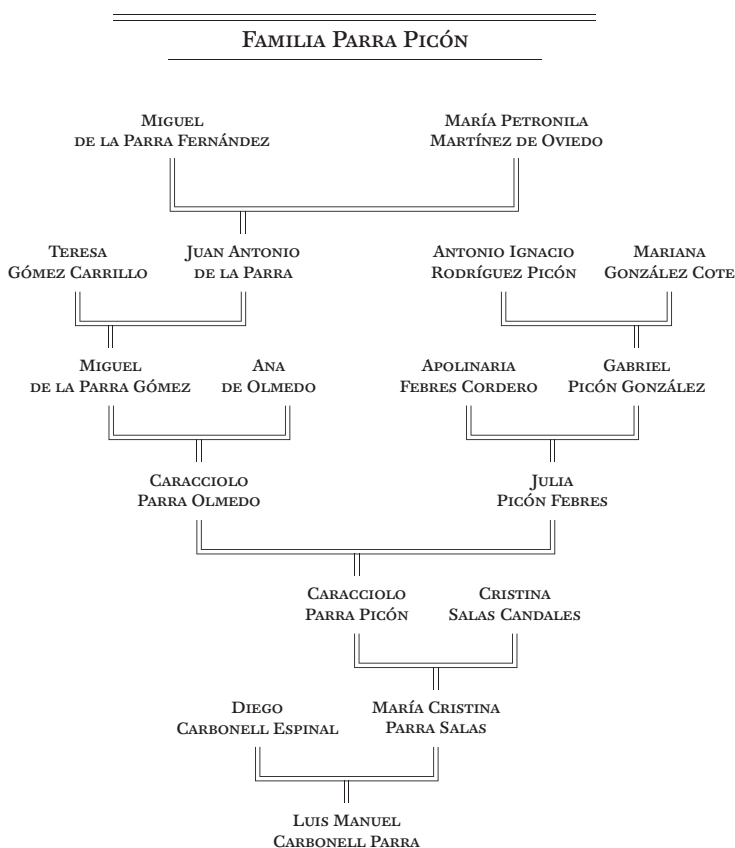 Familia Parra Picón
Miguel
de la Parra Fernández
María Petronila
Martínez de Oviedo
Teresa
Gómez Carrillo
Juan Antonio
de la Parra
Antonio Ignacio
Rodríguez Picón
Mariana
González Cote
Miguel
de la Parra Gómez
Ana
de Olmedo
Apolinaria
Febres Cordero
Gabriel
Picón González
Caracciolo
Parra Olmedo
Julia
Picón Febres
Caracciolo
Parra Picón
Cristina
Salas Candales
Diego
Carbonell Espinal
María Cristina
Parra Salas
Luis Manuel
Carbonell Parra